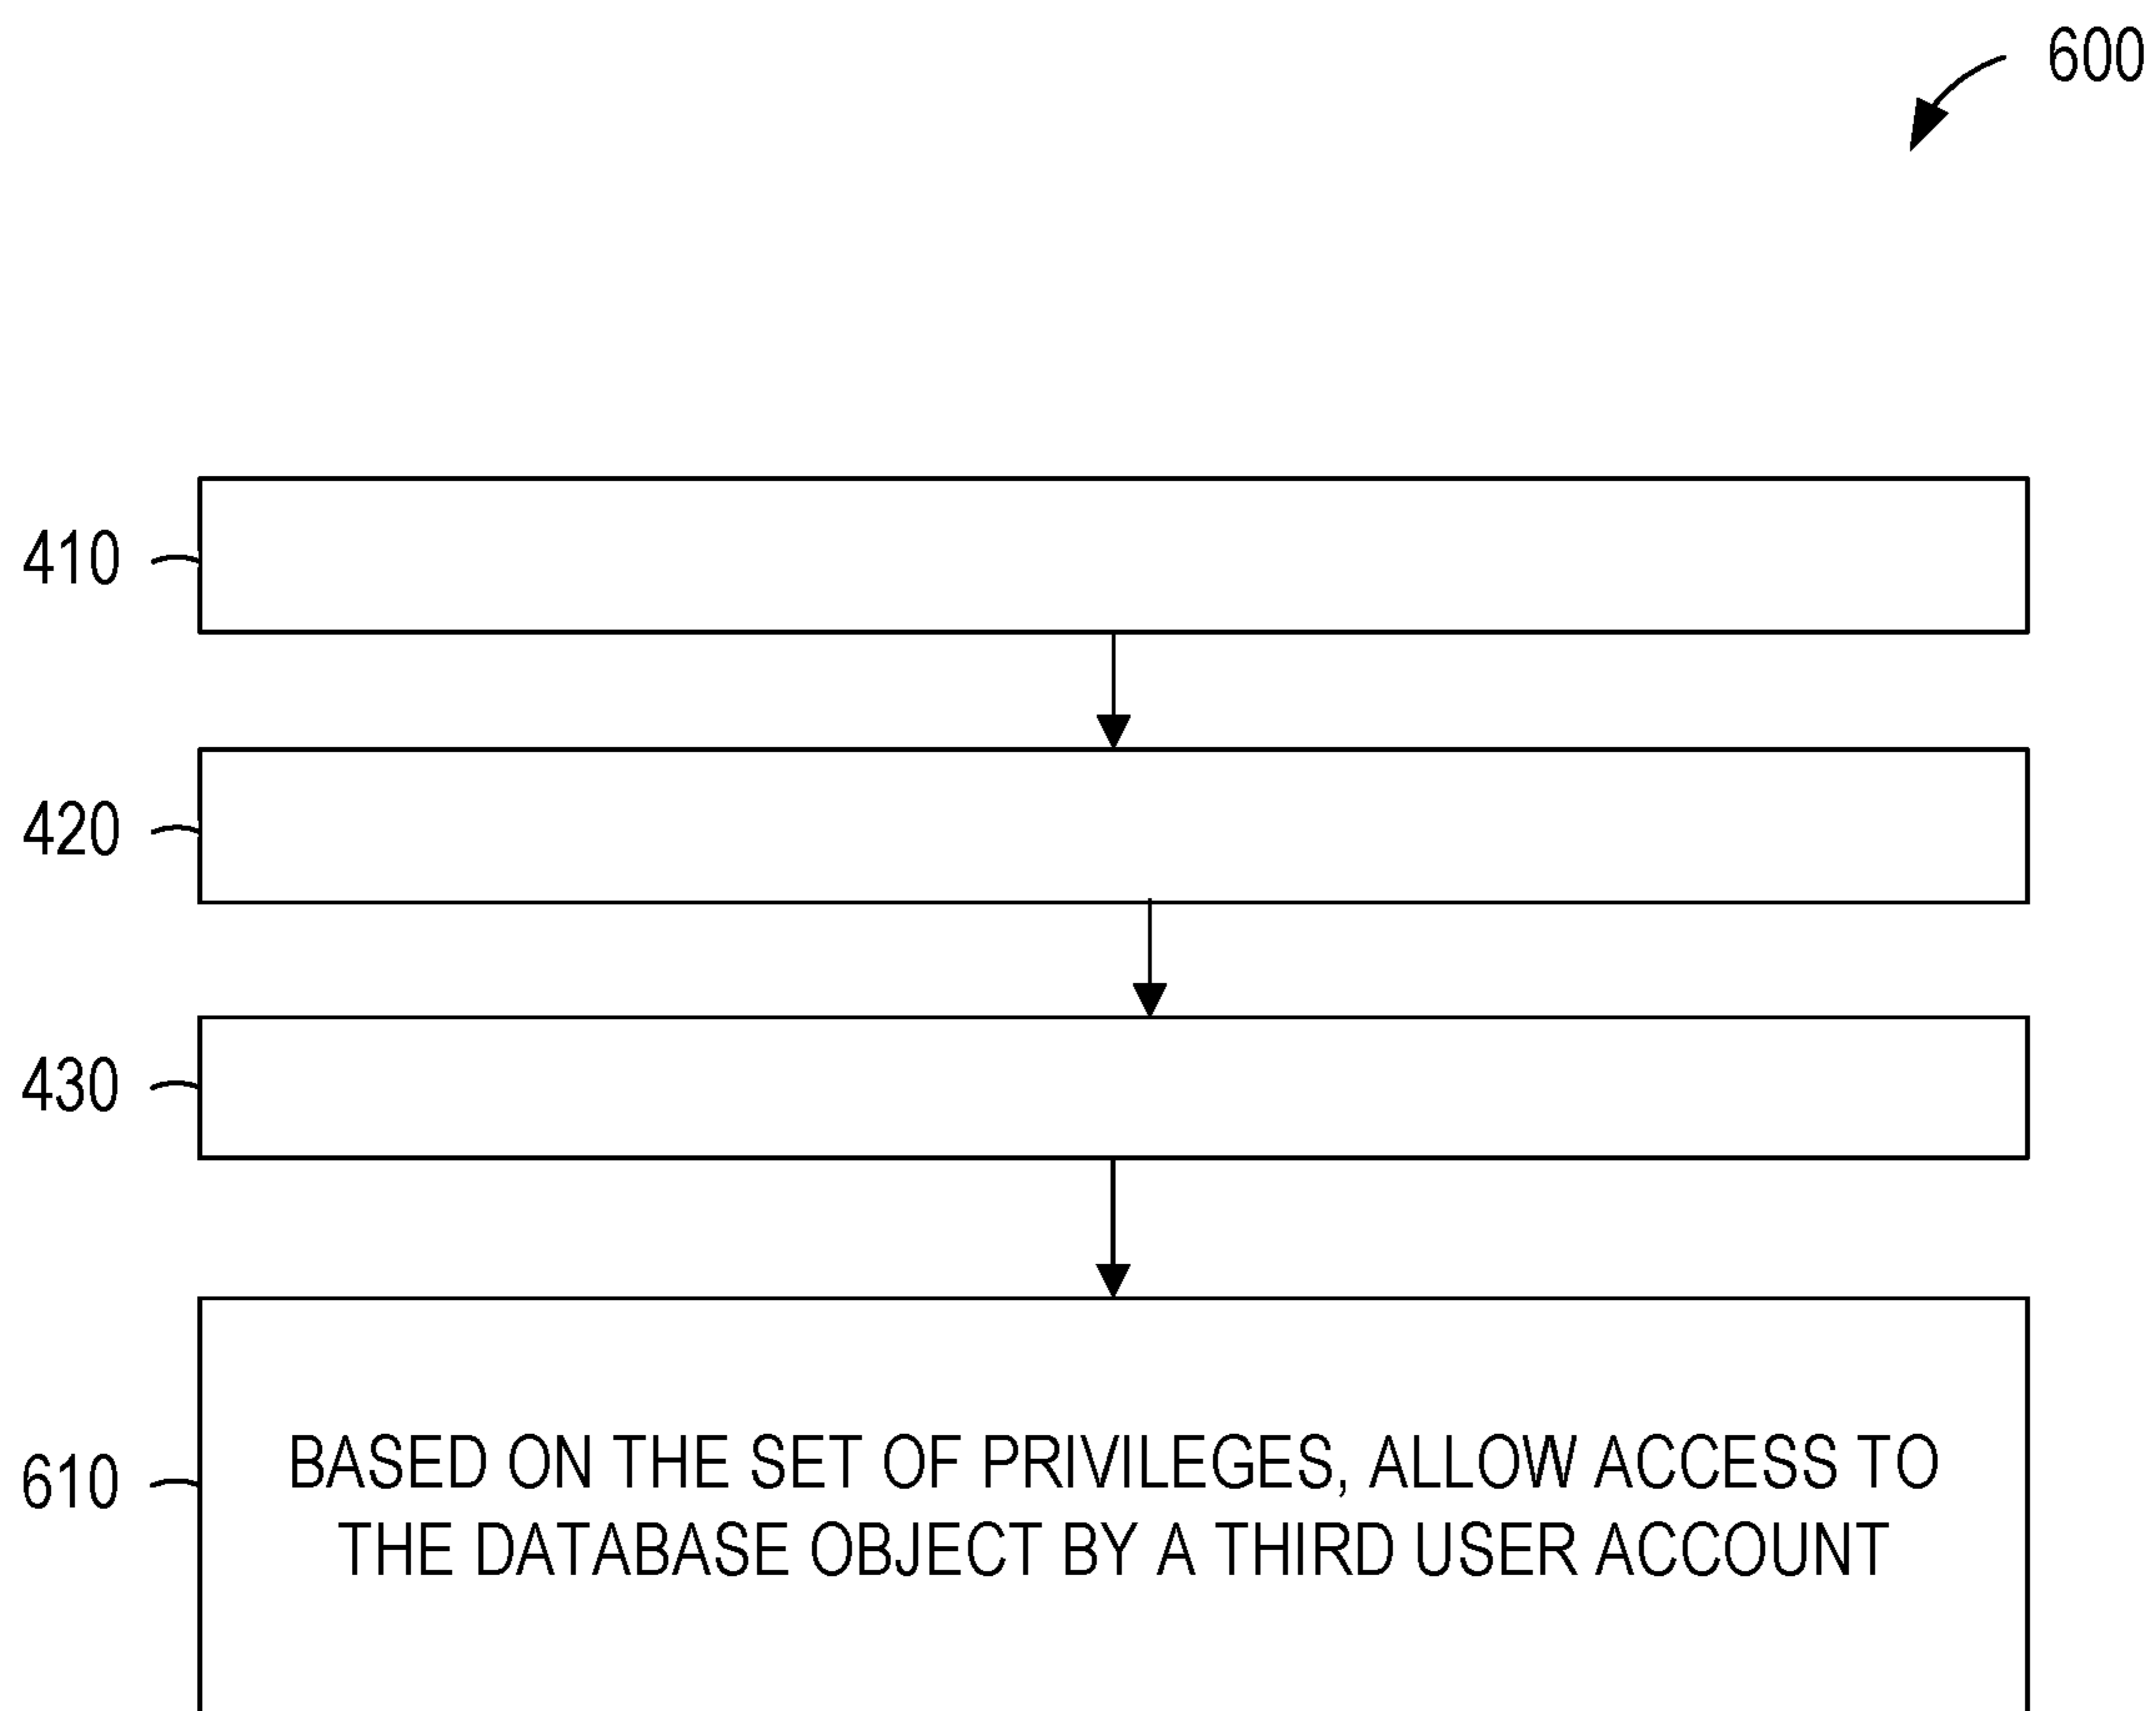 600
410
420
430
610
BASED ON THE SET OF PRIVILEGES, ALLOW ACCESS TO
THE DATABASE OBJECT BY A THIRD USER ACCOUNT